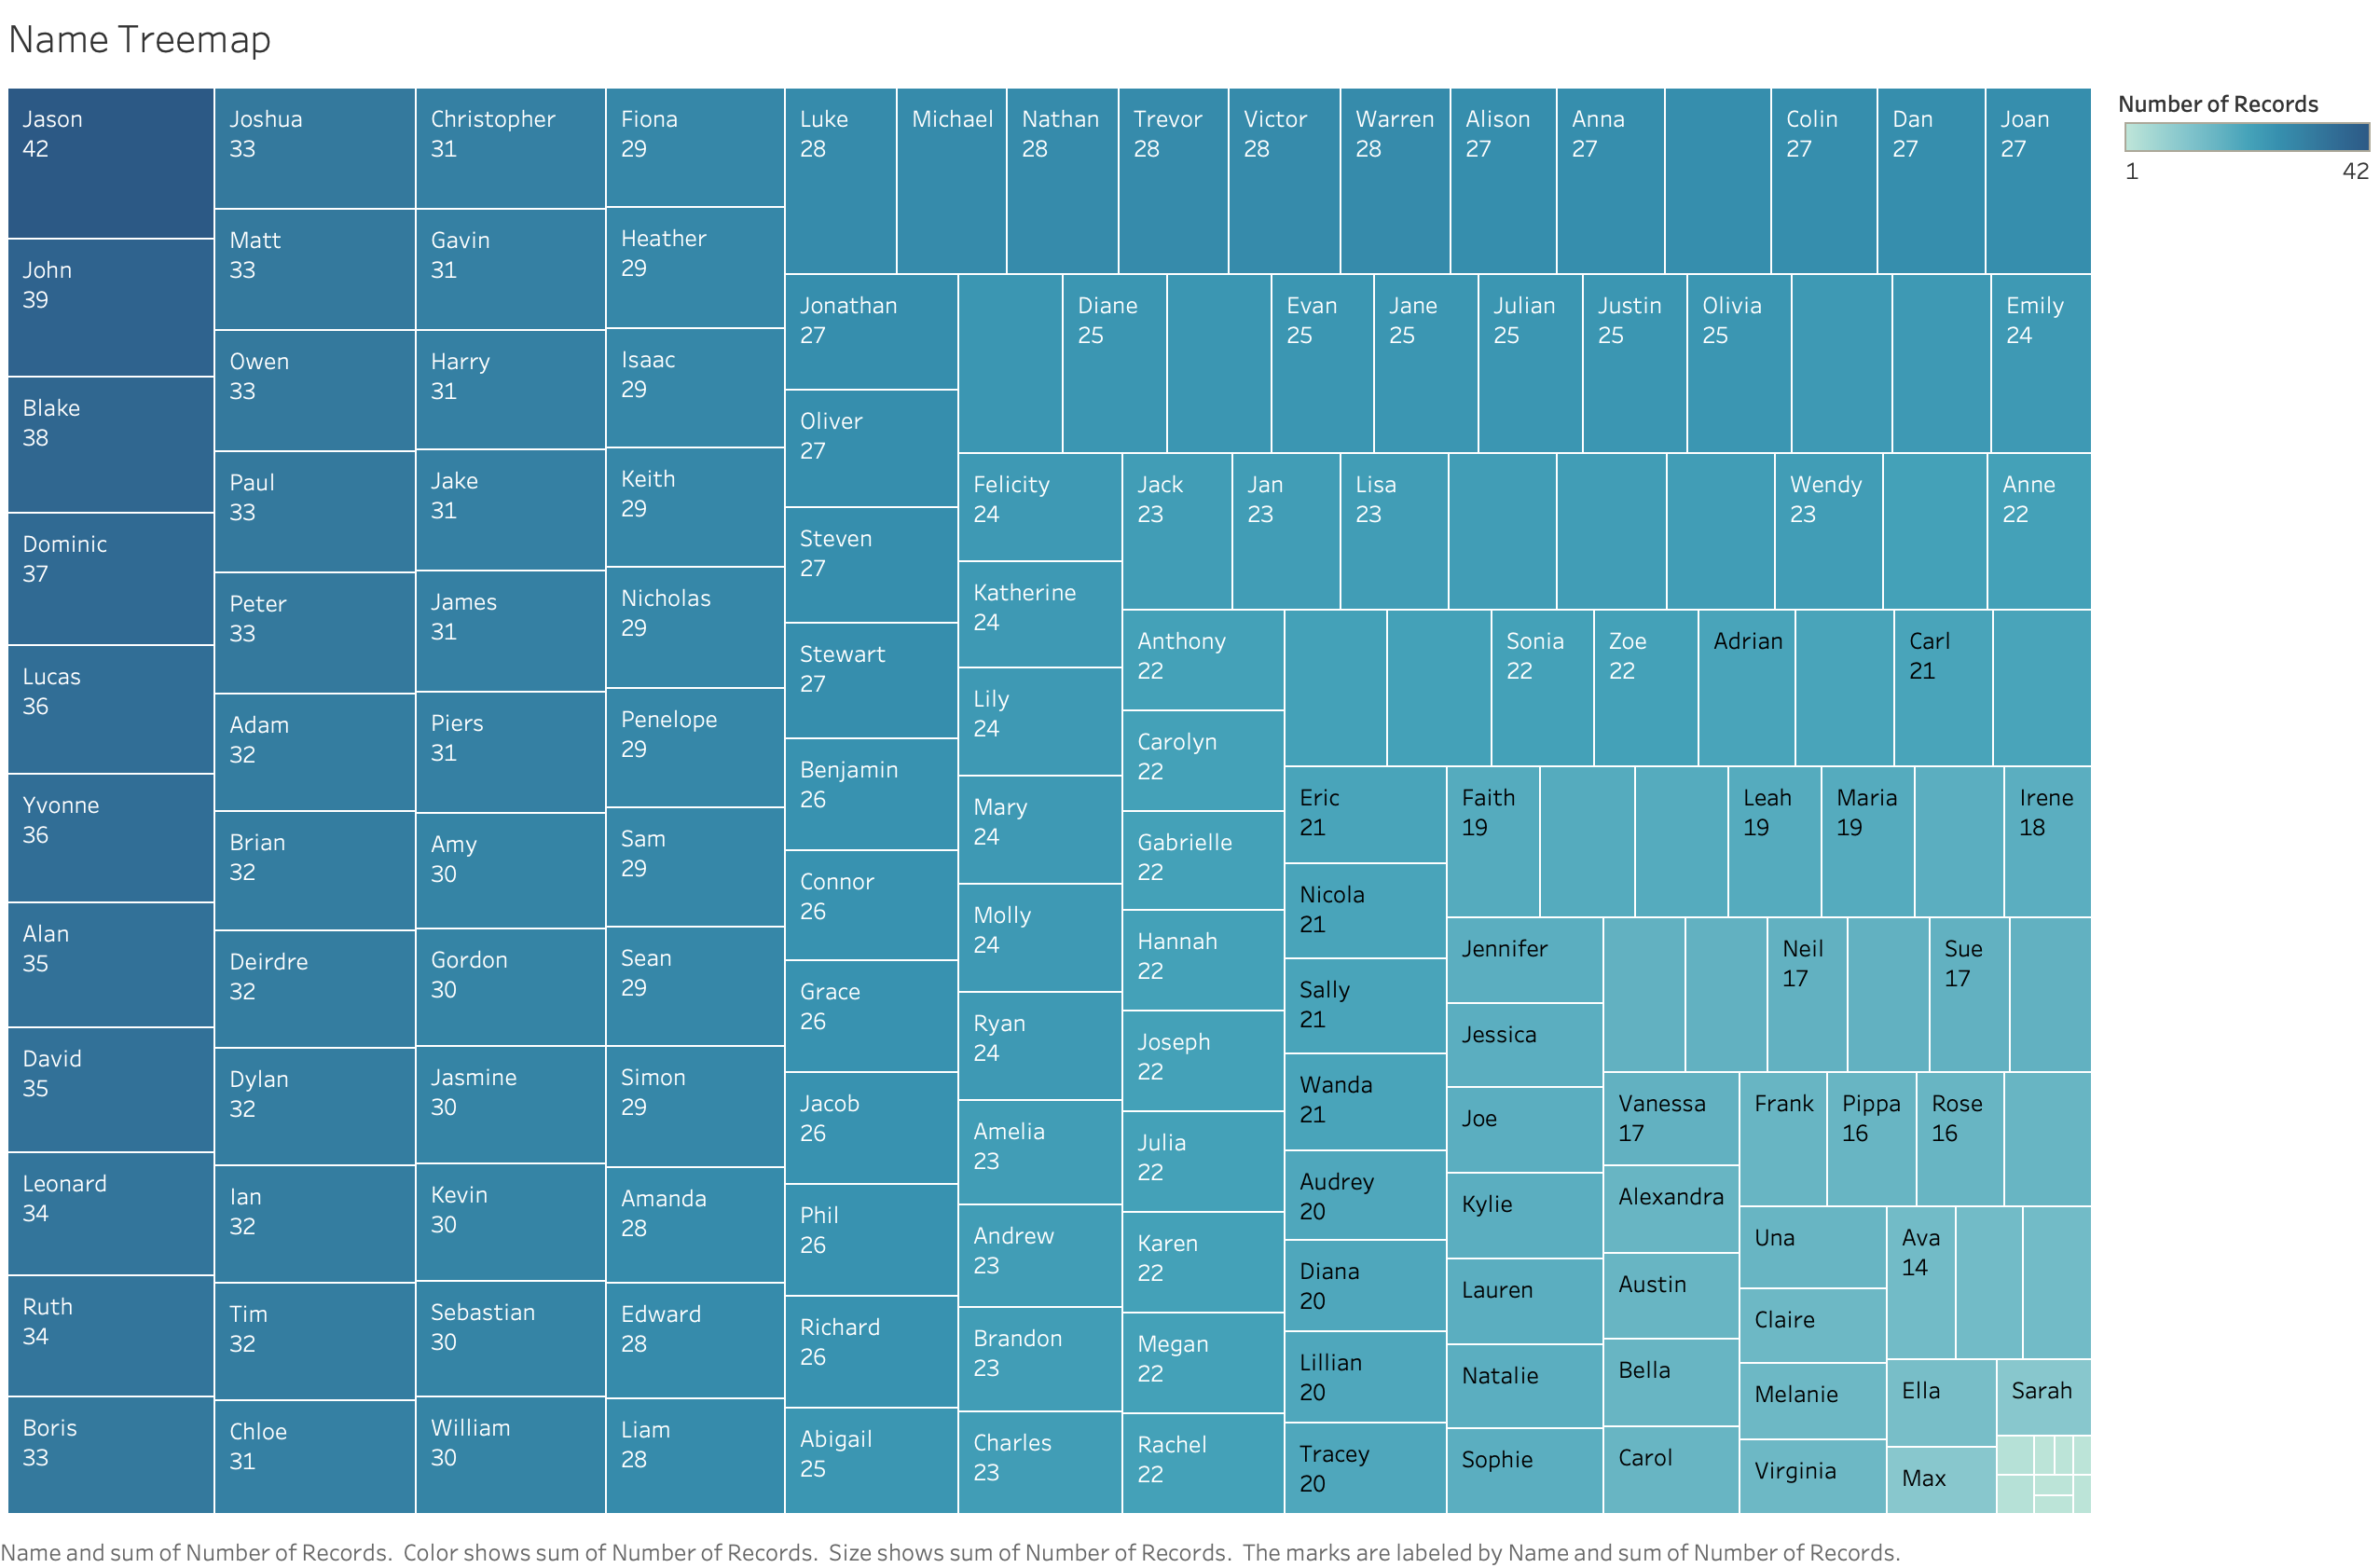 Name Treemap
Number of Records
1 42
Jason
42
John
39
Blake
38
Dominic
37
Lucas
36
Yvonne
36
Alan
35
David
35
Leonard
34
Ruth
34
Boris
33
Joshua
33
Matt
33
Owen
33
Paul
33
Peter
33
Adam
32
Brian
32
Deirdre
32
Dylan
32
Ian
32
Tim
32
Chloe
31
Christopher
31
Gavin
31
Harry
31
Jake
31
James
31
Piers
31
Amy
30
Gordon
30
Jasmine
30
Kevin
30
Sebastian
30
William
30
Fiona
29
Heather
29
Isaac
29
Keith
29
Nicholas
29
Penelope
29
Sam
29
Sean
29
Simon
29
Amanda
28
Edward
28
Liam
28
Luke
28
Michael
Nathan
28
Trevor
28
Victor
28
Warren
28
Alison
27
Anna
27
Colin
27
Dan
27
Joan
27
Jonathan
27
Oliver
27
Steven
27
Stewart
27
Benjamin
26
Connor
26
Grace
26
Jacob
26
Phil
26
Richard
26
Abigail
25
Diane
25
Evan
25
Jane
25
Julian
25
Justin
25
Olivia
25
Emily
24
Felicity
24
Katherine
24
Lily
24
Mary
24
Molly
24
Ryan
24
Amelia
23
Andrew
23
Brandon
23
Charles
23
Jack
23
Jan
23
Lisa
23
Wendy
23
Anne
22
Anthony
22
Carolyn
22
Gabrielle
22
Hannah
22
Joseph
22
Julia
22
Karen
22
Megan
22
Rachel
22
Sonia
22
Zoe
22
Adrian
Carl
21
Eric
21
Nicola
21
Sally
21
Wanda
21
Audrey
20
Diana
20
Lillian
20
Tracey
20
Faith
19
Leah
19
Maria
19
Irene
18
Jennifer
Jessica
Joe
Kylie
Lauren
Natalie
Sophie
Neil
17
Sue
17
Vanessa
17
Alexandra
Austin
Bella
Carol
Frank
Pippa
16
Rose
16
Una
Claire
Melanie
Virginia
Ava
14
Ella
Max
Sarah
Name and sum of Number of Records.  Color shows sum of Number of Records.  Size shows sum of Number of Records.  The marks are labeled by Name and sum of Number of Records.